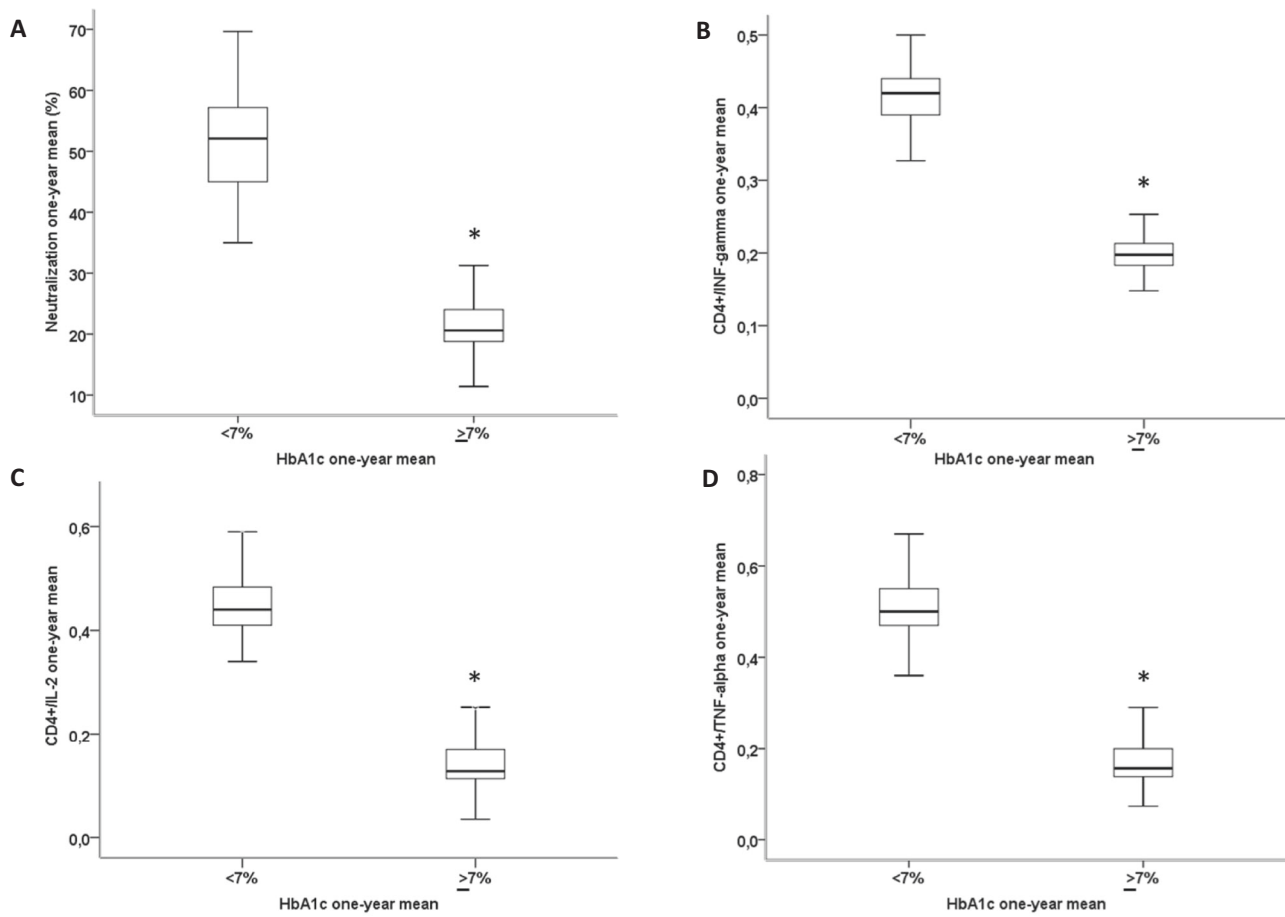 A
Neutralization one-year mean (%)
70
60
50
40
30
20
10
*
<7%
≥7%
HbA1c one-year mean
B
CD4+/INF-gamma one-year mean
0,5
0,4
0,3
0,2
0,1
0,0
*
<7%
≥7%
HbA1c one-year mean
C
CD4+/IL-2 one-year mean
0,6
0,4
0,2
0,0
*
<7%
≥7%
HbA1c one-year mean
D
CD4+/TNF-alpha one-year mean
0,8
0,6
0,4
0,2
0,0
*
<7%
≥7%
HbA1c one-year mean